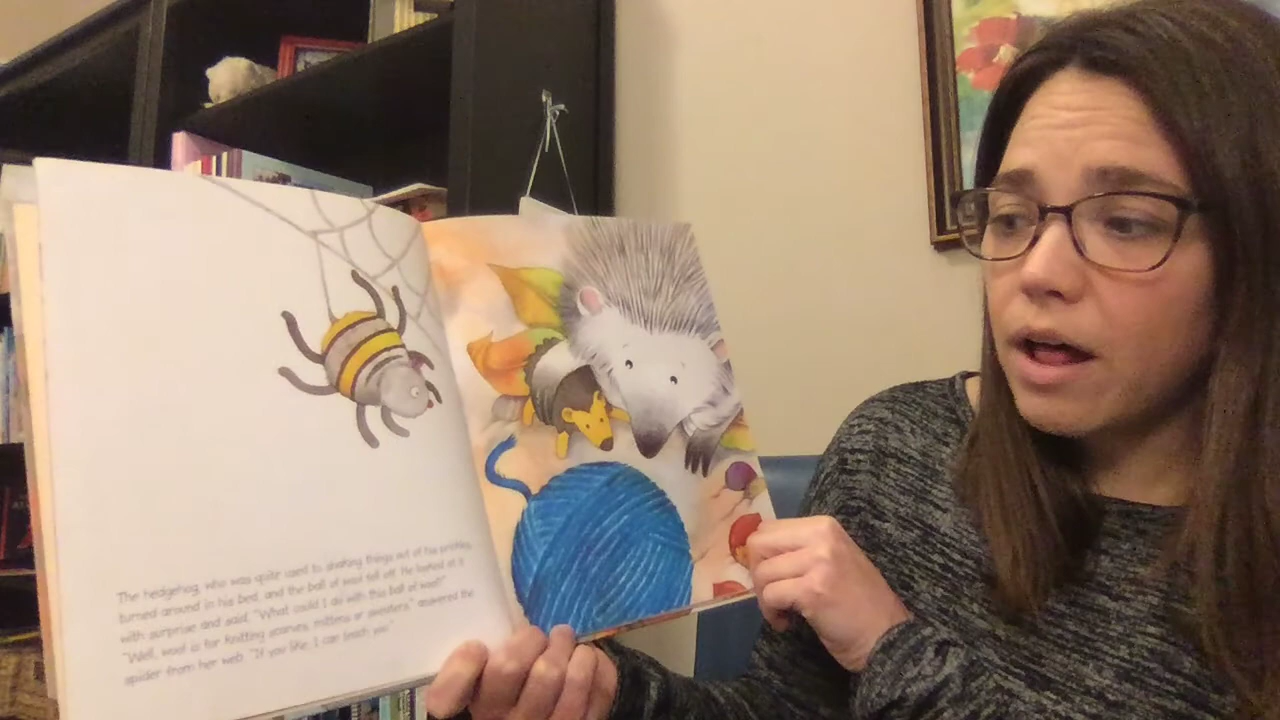 The hedgehog, who was quite used to shaking things out of his prickles,
turned around in his bed, and the ball of wool fell off. He looked at it
with surprise and said, "What could I do with this ball of wool?"
"Well, wool is for knitting scarves, mittens or sweaters," answered the
spider from her web. "If you like, I can teach you."